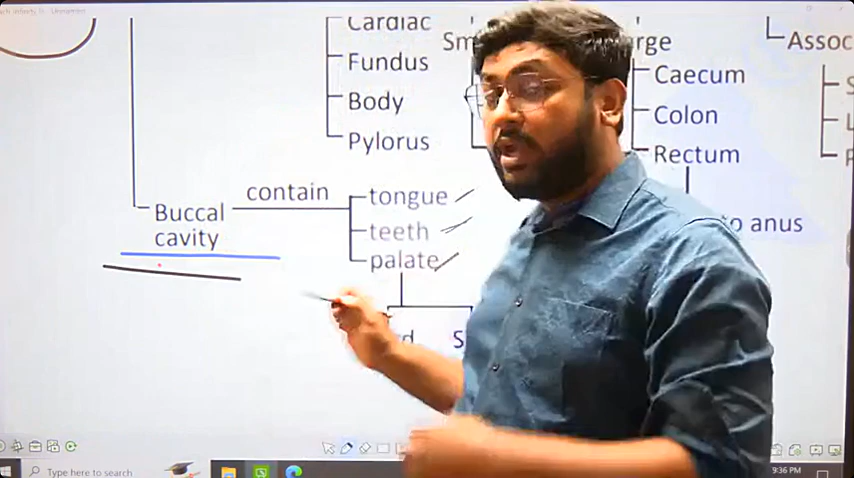 Cardiac
Fundus
Body
Pylorus
Caecum
Colon
Rectum
anus
Buccal
cavity
contain
tongue
teeth
palate
Type here to search
9:36 PM